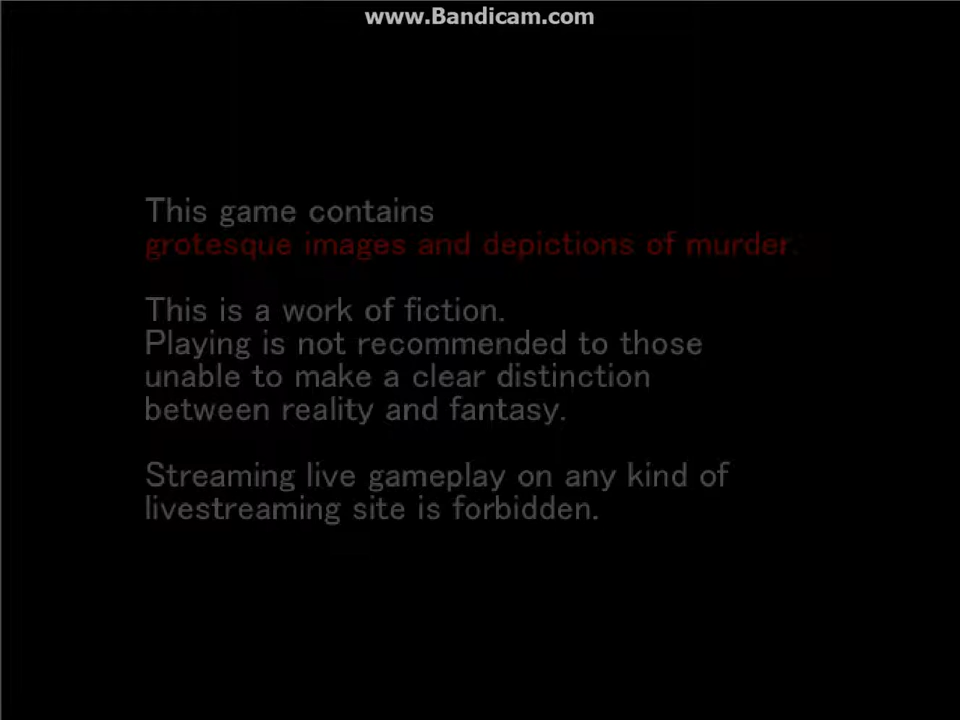 www.Bandicam.com
This game contains
grotesque images and depictions of murder.
This is a work of fiction.
Playing is not recommended to those
unable to make a clear distinction
between reality and fantasy.
Streaming live gameplay on any kind of
livestreaming site is forbidden.